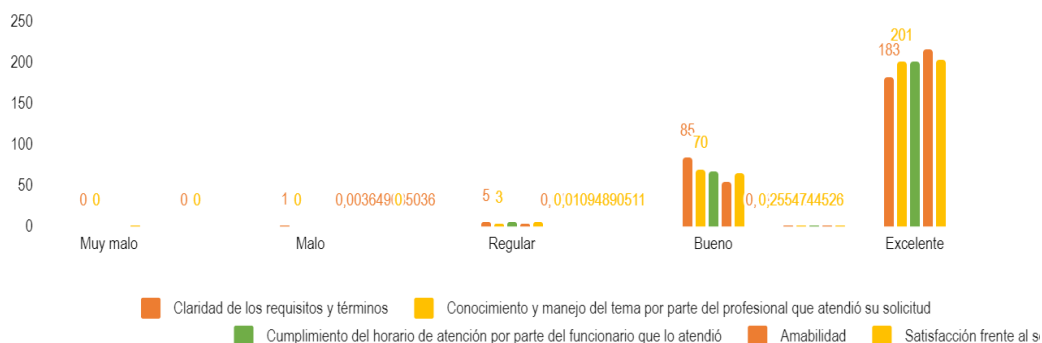 250
201
183
200
150
85
70
100
50
0 0
0 0
1 0
5 3
0
Muy malo
Malo
Regular
Bueno
Excelente
Claridad de los requisitos y términos
Conocimiento y manejo del tema por parte del profesional que atendió su solicitud
Cumplimiento del horario de atención por parte del funcionario que lo atendió
Amabilidad
Satisfacción frente al